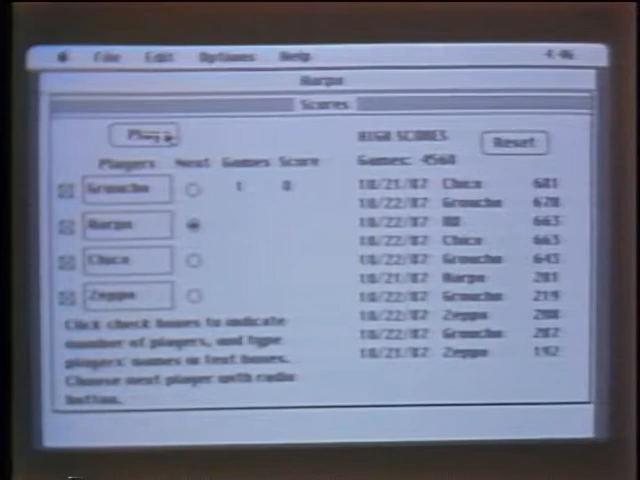 File Edit Options Help 4:46
Harpo
Scores
Play
HIGH SCORES
Reset
Players Next Games Score
Games: 4560
Groucho 1 0
Harpo
Chico
Zeppo
Click check boxes to indicate
number of players, and type
players' names in text boxes.
Choose next player with radio
button.
10/21/87 Chico 681
10/22/87 Groucho 670
10/22/87 663
10/22/87 Chico 663
10/22/87 Groucho 643
10/21/87 Harpo 281
10/22/87 Groucho 219
10/22/87 Zeppo 208
10/22/87 Groucho 207
10/21/87 Zeppo 192